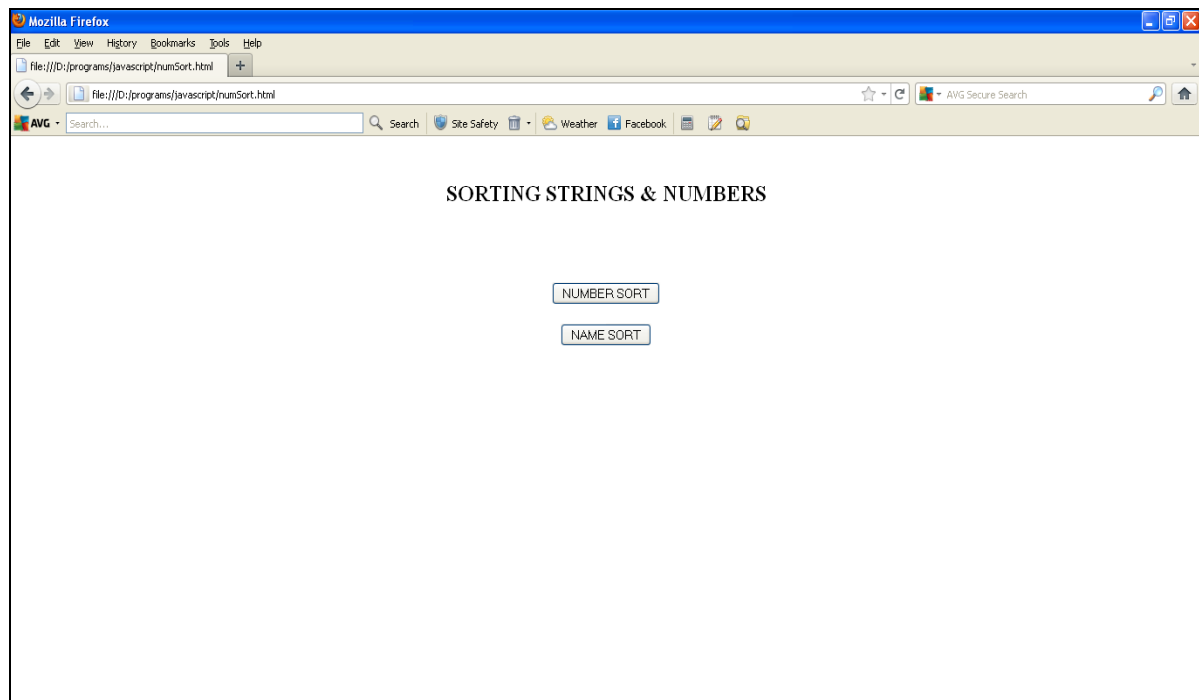 Mozilla Firefox
File Edit View History Bookmarks Tools Help
file:///D:/programs/javascript/numSort.html +
file:///D:/programs/javascript/numSort.html AVG Secure Search
AVG Search... Search Site Safety Weather Facebook
SORTING STRINGS & NUMBERS
NUMBER SORT
NAME SORT